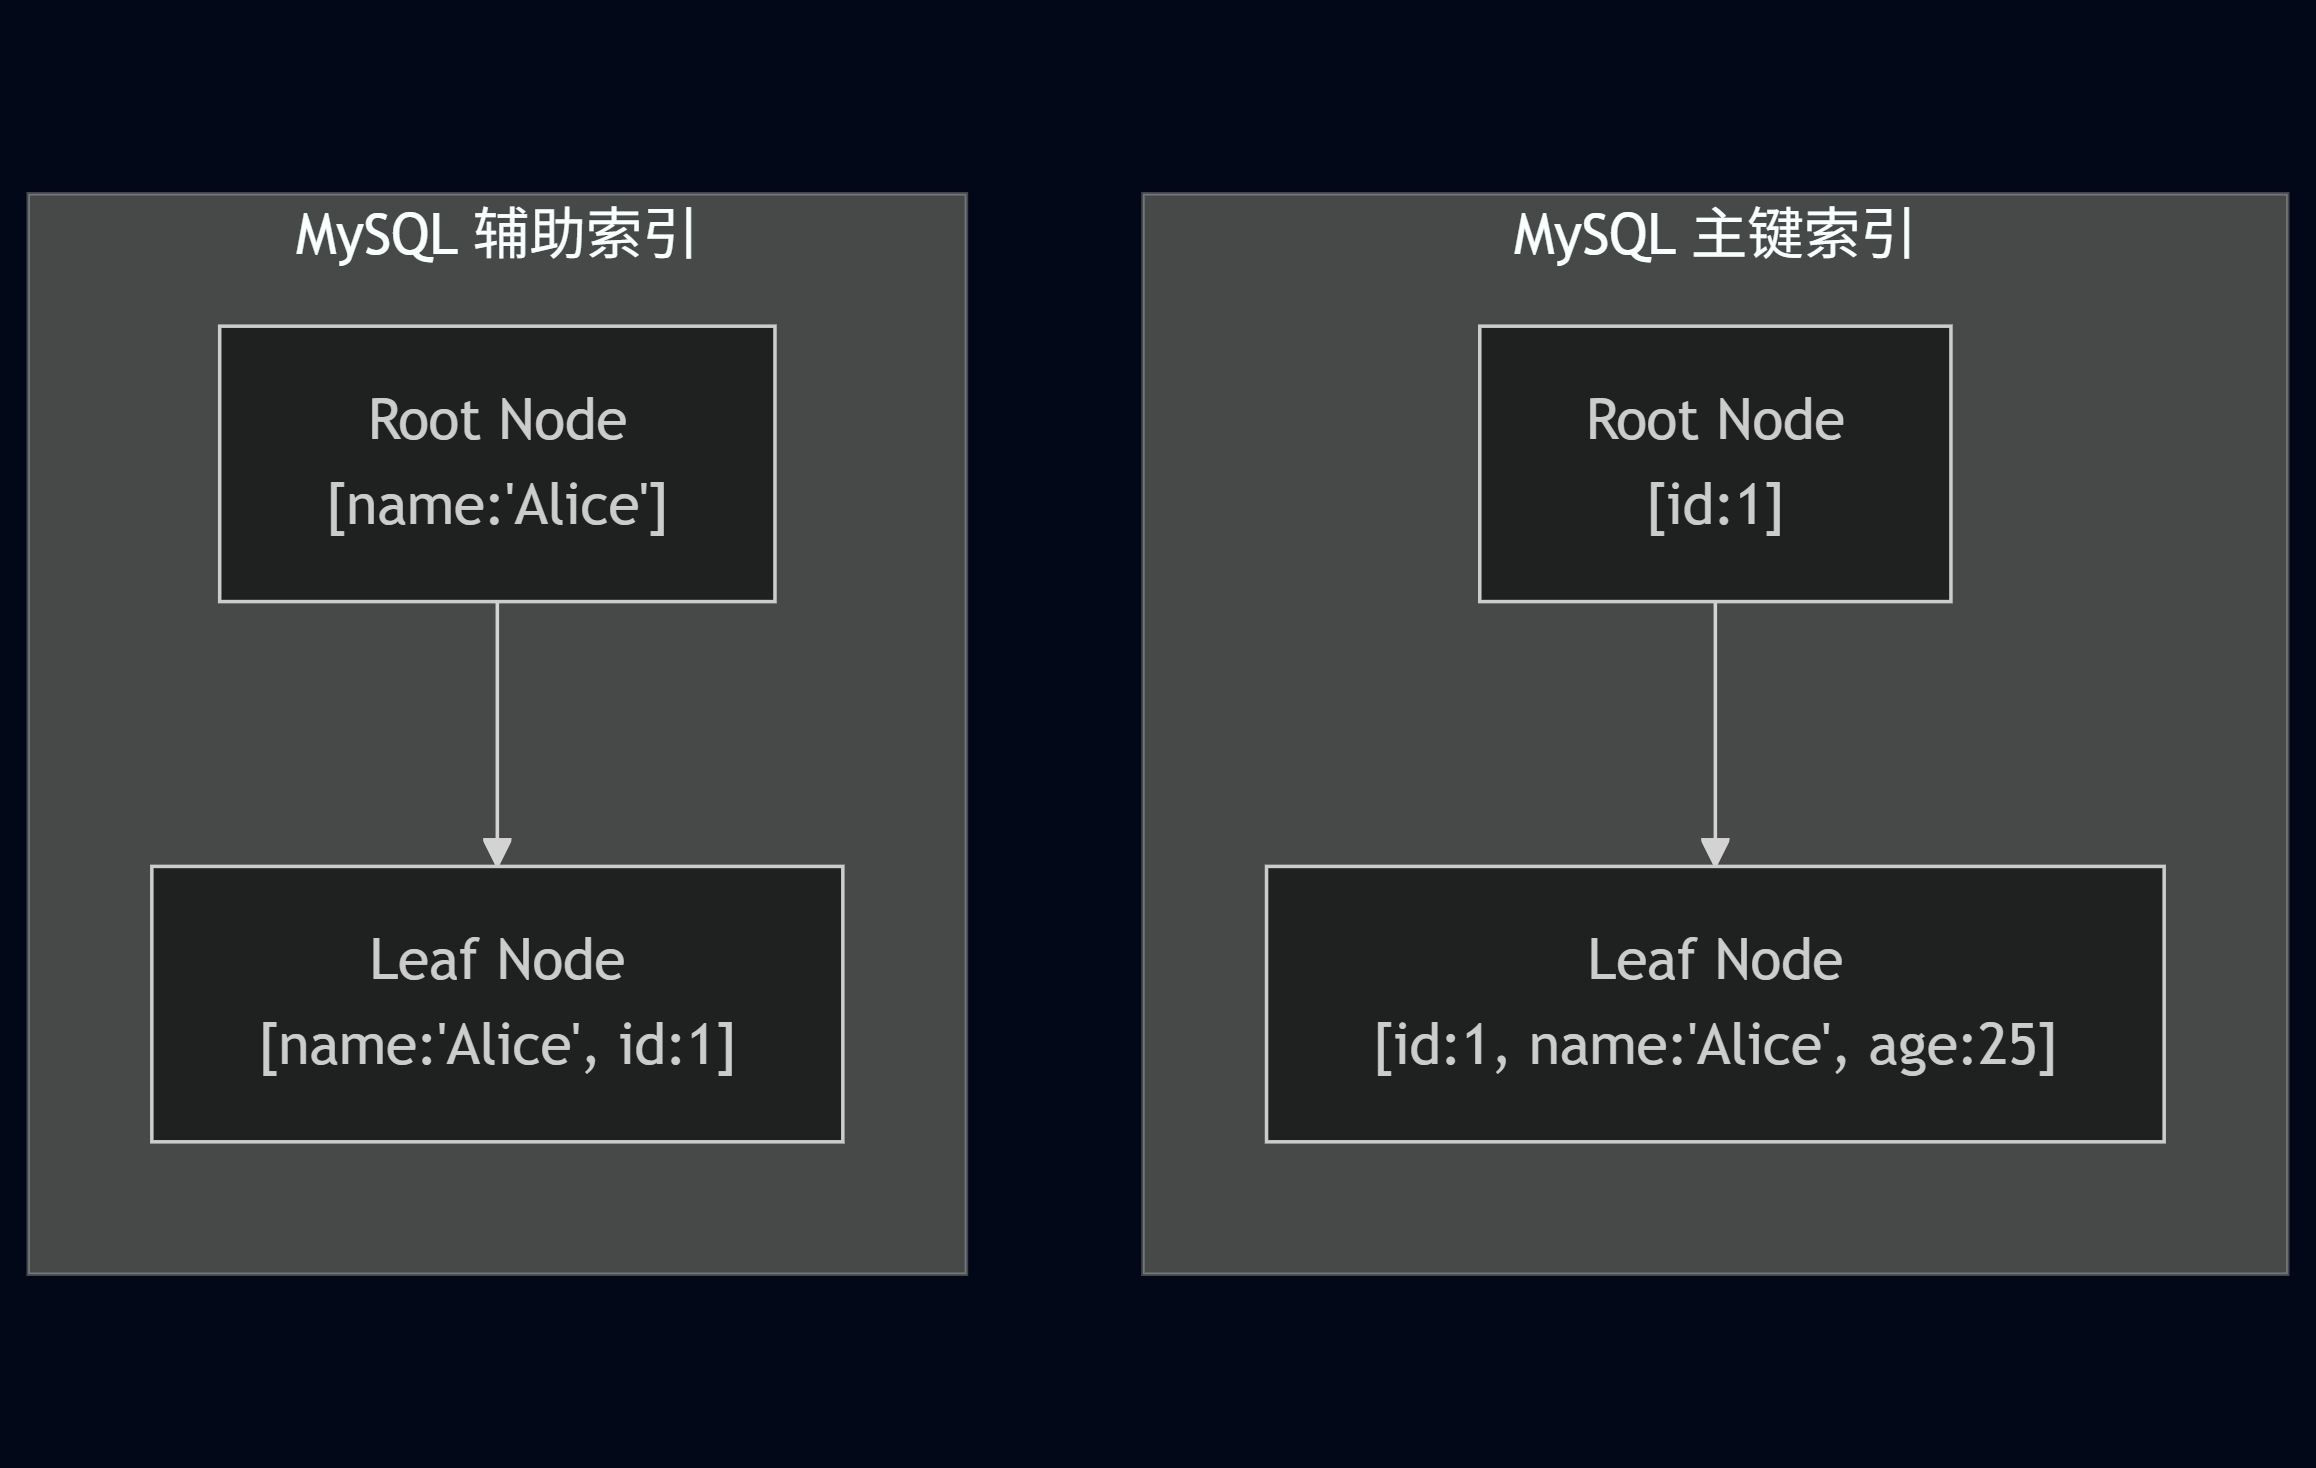 MySQL 辅助索引
Root Node
[name:'Alice']
Leaf Node
[name:'Alice', id:1]
MySQL 主键索引
Root Node
[id:1]
Leaf Node
[id:1, name:'Alice', age:25]